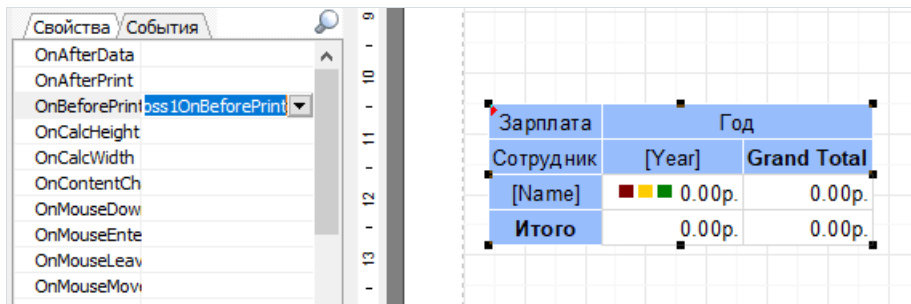 Свойства События
OnAfterData
OnAfterPrint
OnBeforePrint oss1OnBeforePrint
OnCalcHeight
OnCalcWidth
OnContentCh
OnMouseDow
OnMouseEnte
OnMouseLeav
OnMouseMov
9
10
11
12
13
Зарплата Год
Сотрудник [Year] Grand Total
[Name] 0.00р. 0.00р.
Итого 0.00р. 0.00р.